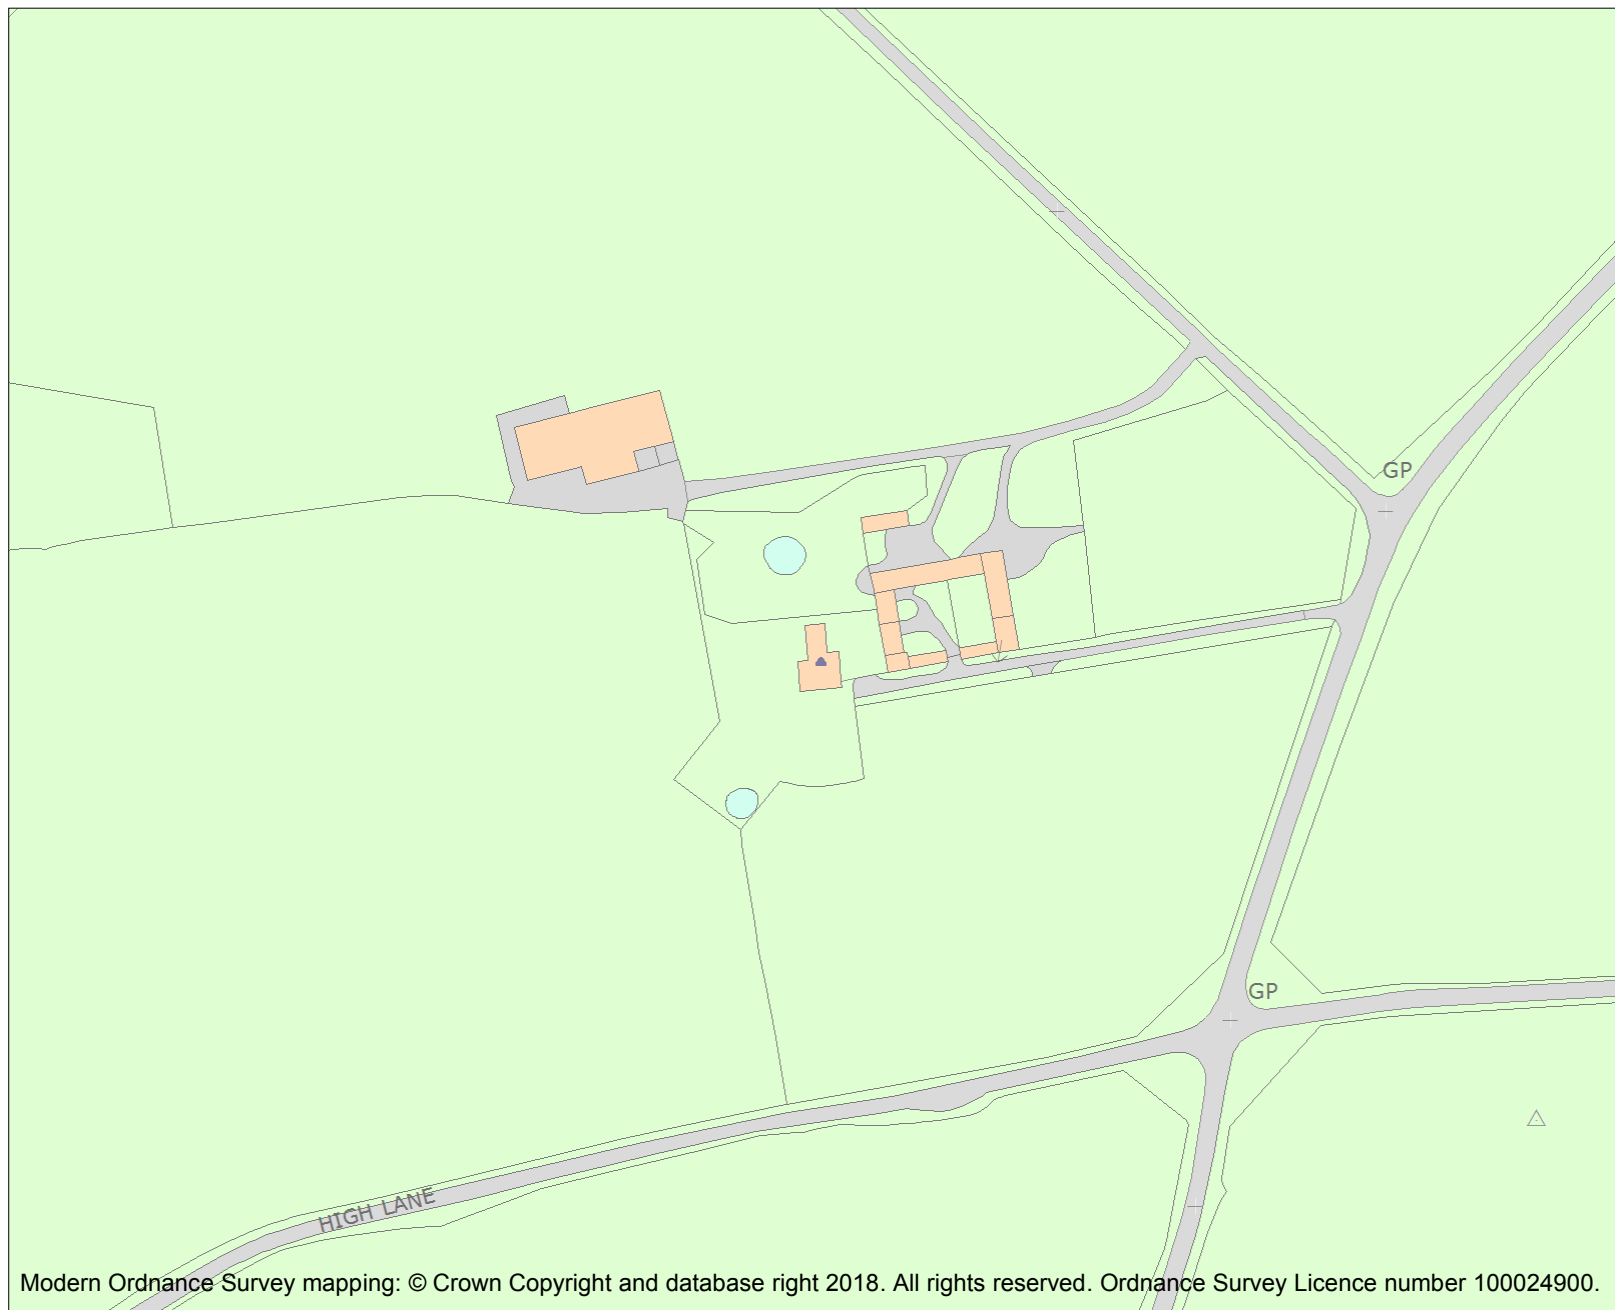 GP
GP
HIGH LANE
Modern Ordnance Survey mapping: © Crown Copyright and database right 2018. All rights reserved. Ordnance Survey Licence number 100024900.